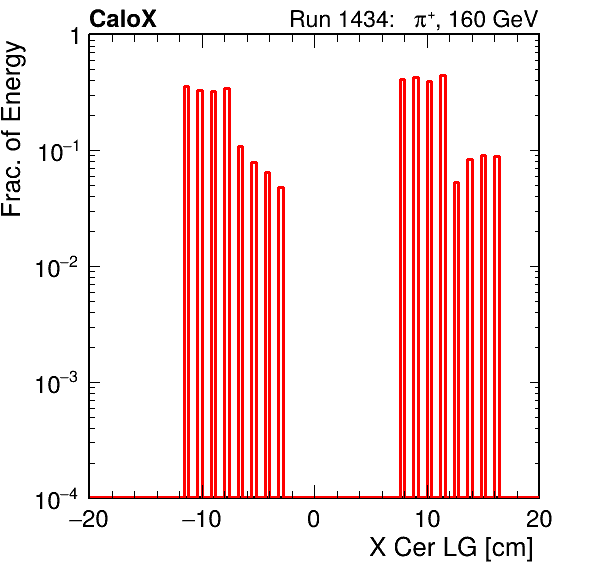 CaloX Run 1434: π⁺, 160 GeV
Frac. of Energy
1
10⁻¹
10⁻²
10⁻³
10⁻⁴
−20 −10 0 10 20
X Cer LG [cm]